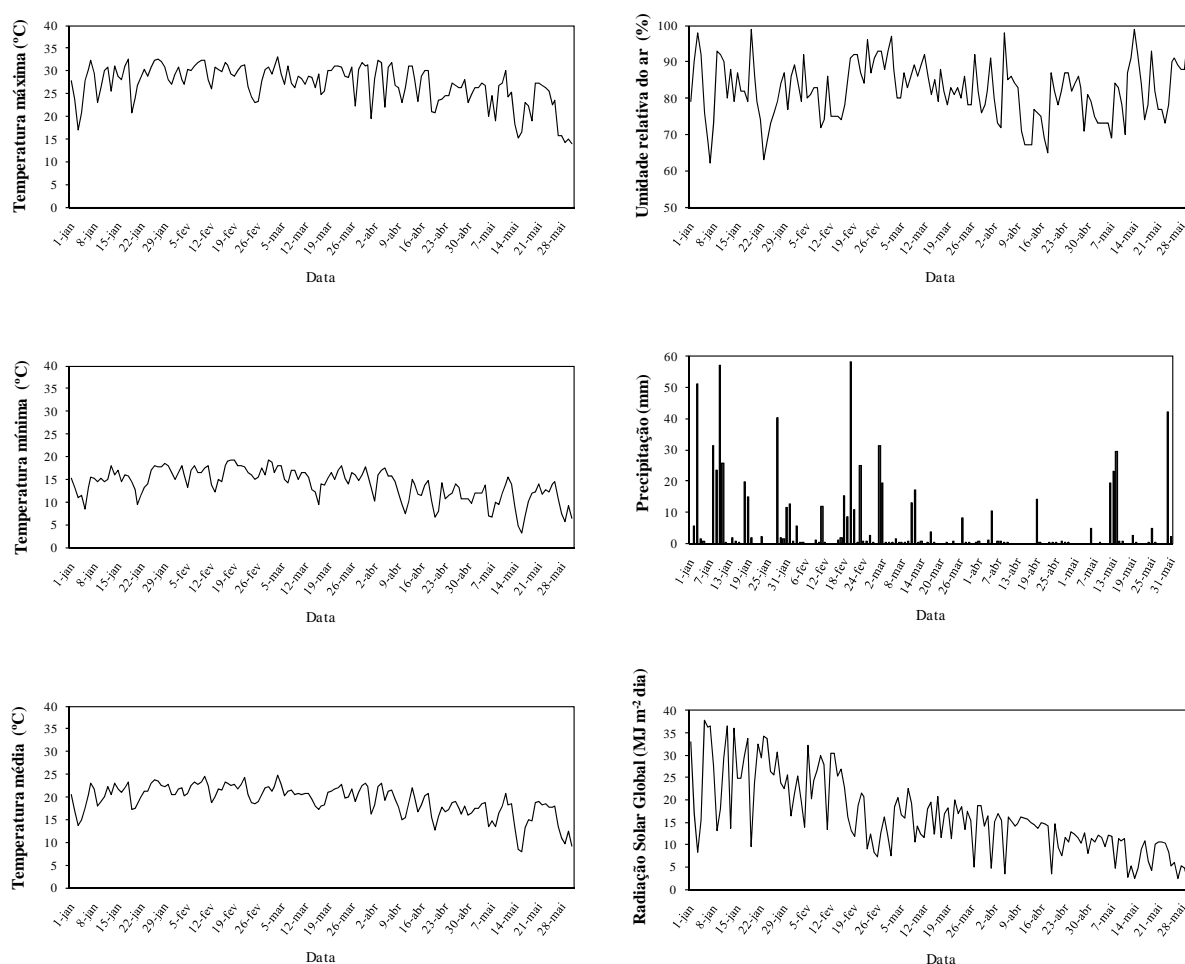 Temperatura máxima (ºC)
40
35
30
25
20
15
10
5
0
1-jan 8-jan 15-jan 22-jan 29-jan 5-fev 12-fev 19-fev 26-fev 5-mar 12-mar 19-mar 26-mar 2-abr 9-abr 16-abr 23-abr 30-abr 7-mai 14-mai 21-mai 28-mai
Data
Umidade relativa do ar (%)
100
90
80
70
60
50
1-jan 8-jan 15-jan 22-jan 29-jan 5-fev 12-fev 19-fev 26-fev 5-mar 12-mar 19-mar 26-mar 2-abr 9-abr 16-abr 23-abr 30-abr 7-mai 14-mai 21-mai 28-mai
Data
Temperatura mínima (ºC)
40
35
30
25
20
15
10
5
0
1-jan 8-jan 15-jan 22-jan 29-jan 5-fev 12-fev 19-fev 26-fev 5-mar 12-mar 19-mar 26-mar 2-abr 9-abr 16-abr 23-abr 30-abr 7-mai 14-mai 21-mai 28-mai
Data
Precipitação (mm)
60
50
40
30
20
10
0
1-jan 7-jan 13-jan 19-jan 25-jan 31-jan 6-fev 12-fev 18-fev 24-fev 2-mar 8-mar 14-mar 20-mar 26-mar 1-abr 7-abr 13-abr 19-abr 25-abr 1-mai 7-mai 13-mai 19-mai 25-mai 31-mai
Data
Temperatura média (ºC)
40
35
30
25
20
15
10
5
0
1-jan 8-jan 15-jan 22-jan 29-jan 5-fev 12-fev 19-fev 26-fev 5-mar 12-mar 19-mar 26-mar 2-abr 9-abr 16-abr 23-abr 30-abr 7-mai 14-mai 21-mai 28-mai
Data
Radiação Solar Global (MJ m⁻² dia)
40
35
30
25
20
15
10
5
0
1-jan 8-jan 15-jan 22-jan 29-jan 5-fev 12-fev 19-fev 26-fev 5-mar 12-mar 19-mar 26-mar 2-abr 9-abr 16-abr 23-abr 30-abr 7-mai 14-mai 21-mai 28-mai
Data